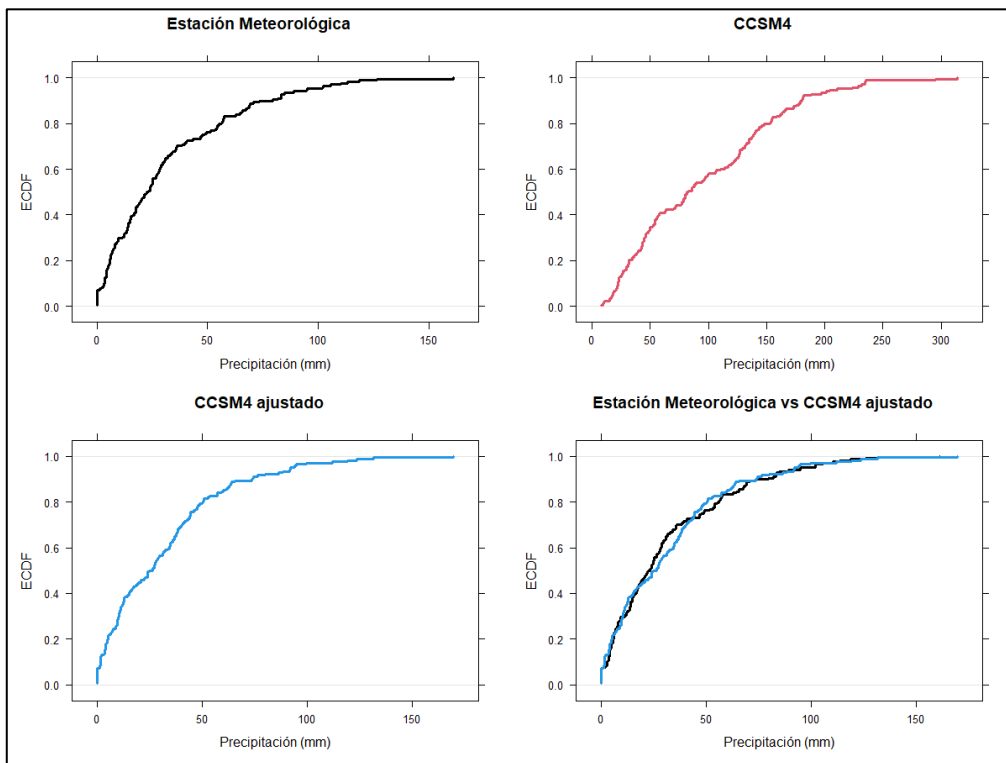 Estación Meteorológica
CCSM4
1.0
0.8
0.6
0.4
0.2
0.0
ECDF
0 50 100 150
Precipitación (mm)
1.0
0.8
0.6
0.4
0.2
0.0
ECDF
0 50 100 150 200 250 300
Precipitación (mm)
CCSM4 ajustado
Estación Meteorológica vs CCSM4 ajustado
1.0
0.8
0.6
0.4
0.2
0.0
ECDF
0 50 100 150
Precipitación (mm)
1.0
0.8
0.6
0.4
0.2
0.0
ECDF
0 50 100 150
Precipitación (mm)